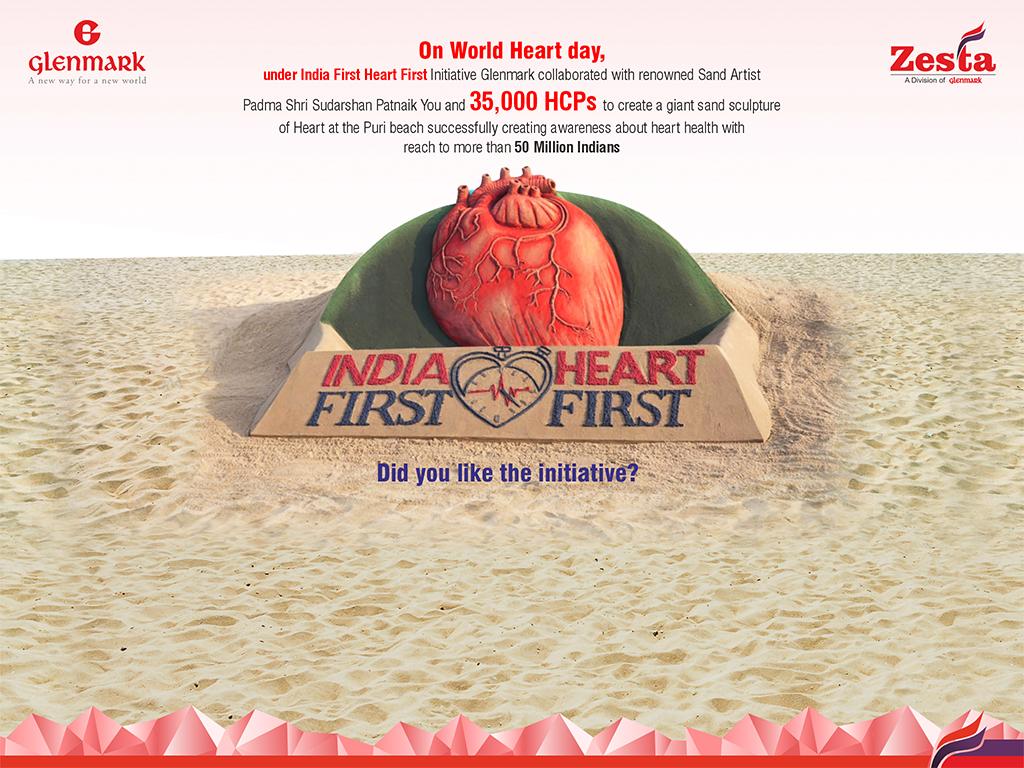 glenmark
A new way for a new world
Zesta
A Division of glenmark
On World Heart day,
under India First Heart First Initiative Glenmark collaborated with renowned Sand Artist
Padma Shri Sudarshan Patnaik You and 35,000 HCPs to create a giant sand sculpture
of Heart at the Puri beach successfully creating awareness about heart health with
reach to more than 50 Million Indians
INDIA HEART
FIRST FIRST
Did you like the initiative?